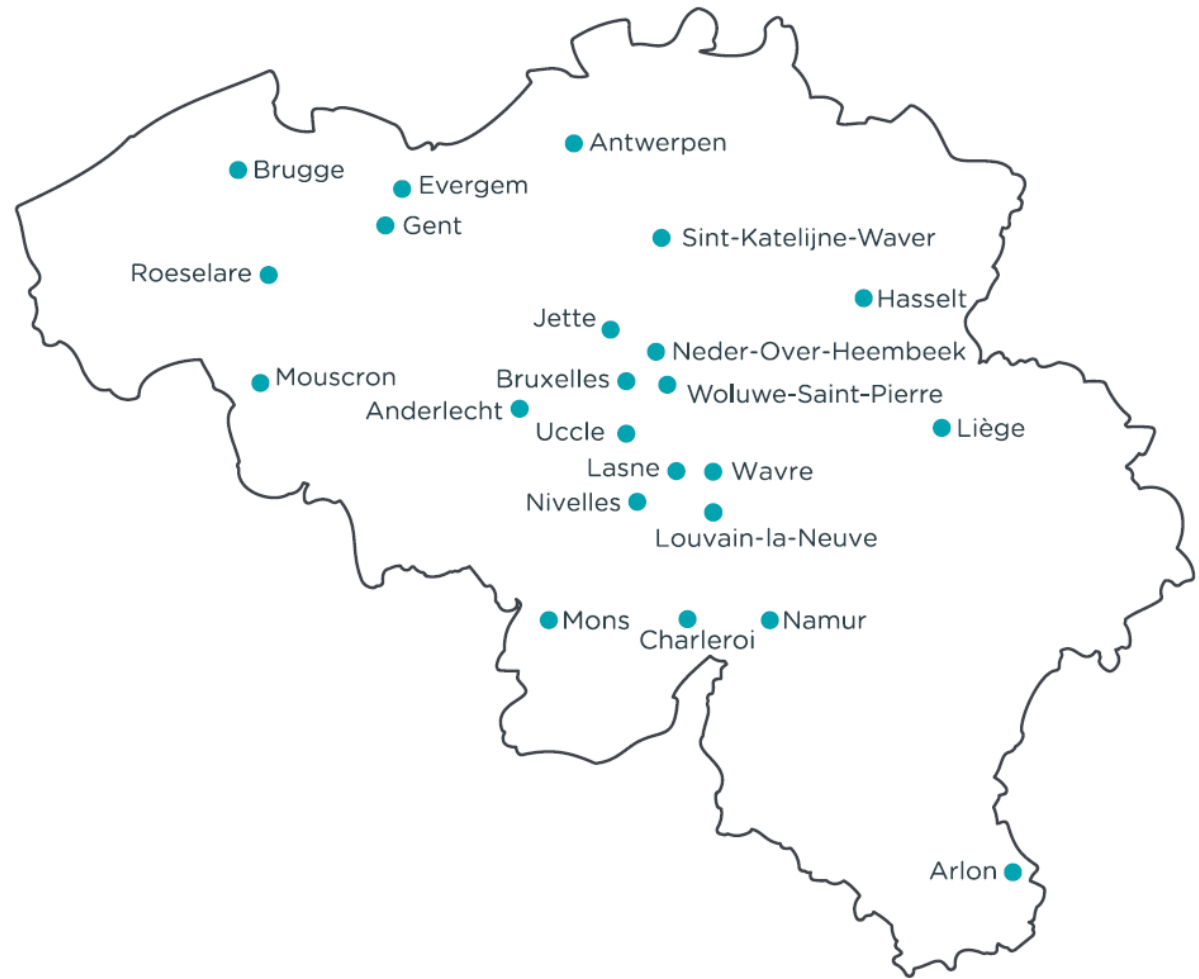 Antwerpen
Brugge
Evergem
Gent
Sint-Katelijne-Waver
Roeselare
Hasselt
Jette
Neder-Over-Heembeek
Mouscron
Bruxelles
Woluwe-Saint-Pierre
Anderlecht
Uccle
Liège
Lasne
Wavre
Nivelles
Louvain-la-Neuve
Mons
Charleroi
Namur
Arlon